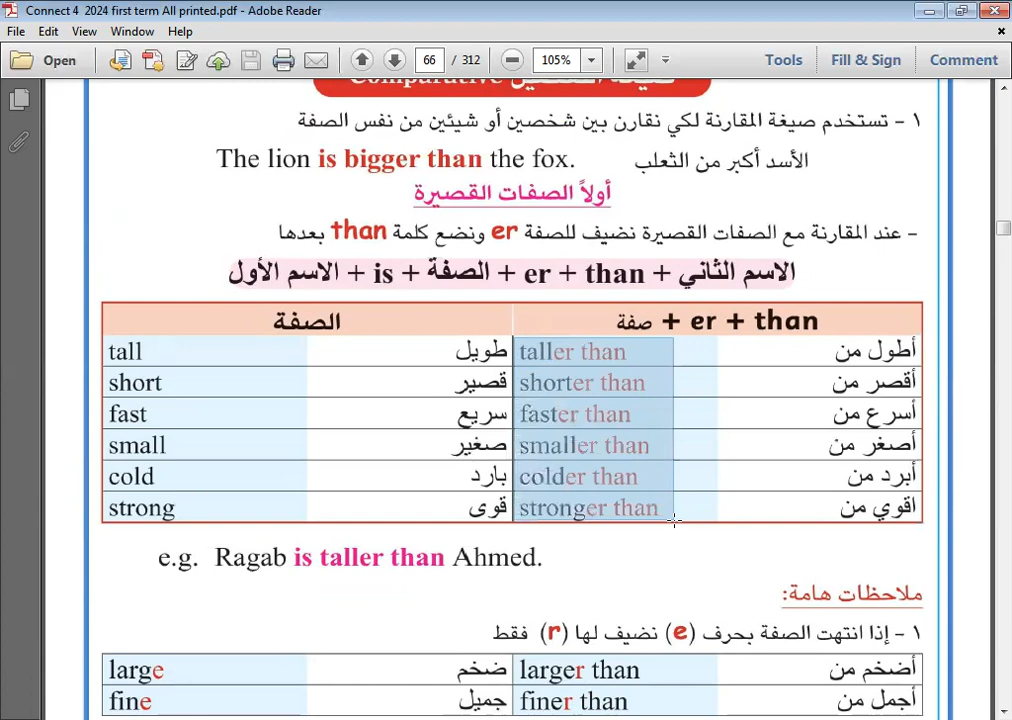 Connect 4 2024 first term All printed.pdf - Adobe Reader
File Edit View Window Help
Open 66 / 312 105% Tools Fill & Sign Comment
Comparative
١ - تستخدم صيغة المقارنة لكي نقارن بين شخصين أو شيئين من نفس الصفة
The lion is bigger than the fox. الأسد أكبر من الثعلب
أولاً الصفات القصيرة
- عند المقارنة مع الصفات القصيرة نضيف للصفة er ونضع كلمة than بعدها
الاسم الأول + is + الصفة + er + than + الاسم الثاني
الصفة صفة + er + than
tall طويل taller than أطول من
short قصير shorter than أقصر من
fast سريع faster than أسرع من
small صغير smaller than أصغر من
cold بارد colder than أبرد من
strong قوى stronger than اقوي من
e.g. Ragab is taller than Ahmed.
ملاحظات هامة:
١ - إذا انتهت الصفة بحرف (e) نضيف لها (r) فقط
large ضخم larger than أضخم من
fine جميل finer than أجمل من